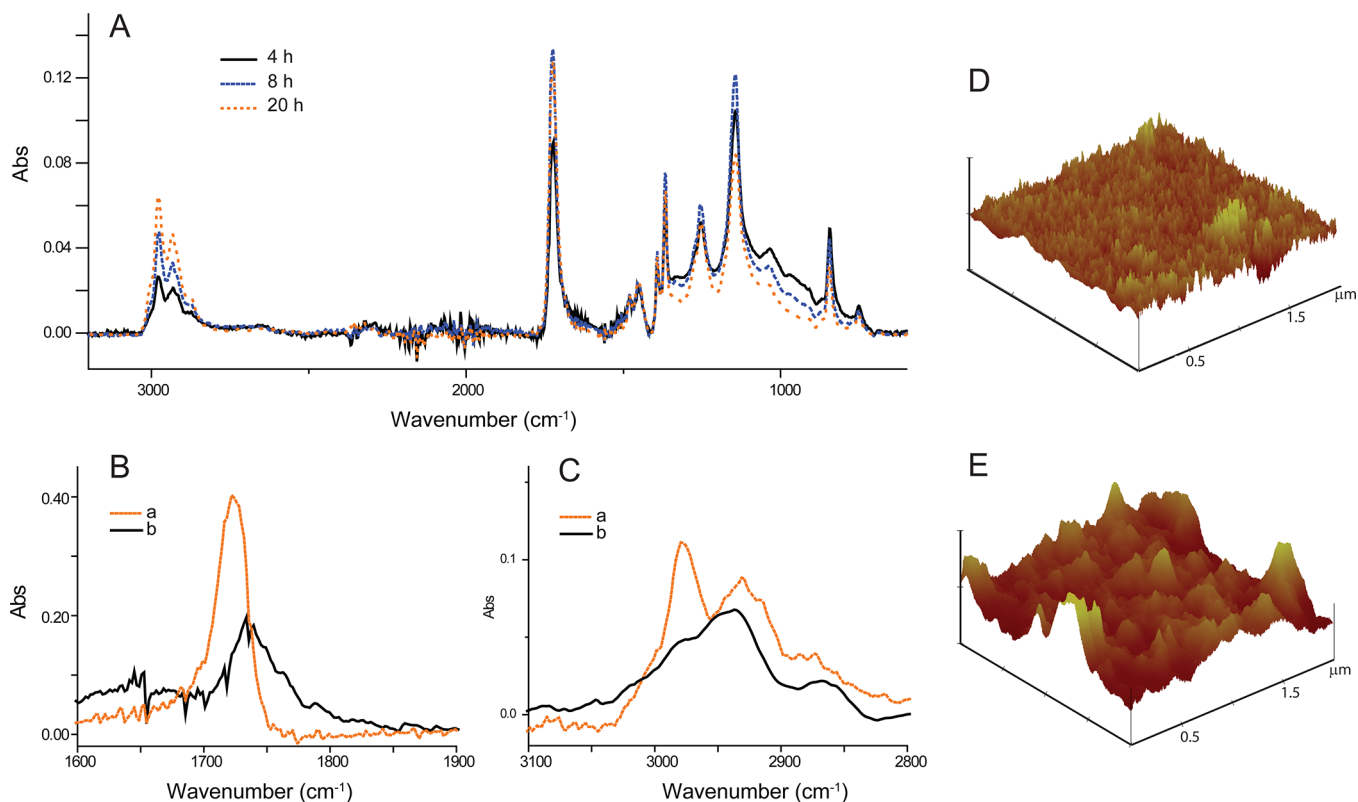 A
4 h
8 h
20 h
0.12
0.08
0.04
0.00
Abs
3000
2000
1000
Wavenumber (cm-1)
B
a
b
0.40
0.20
0.00
Abs
1600
1700
1800
1900
Wavenumber (cm-1)
C
a
b
0.1
0.0
Abs
3100
3000
2900
2800
Wavenumber (cm-1)
D
0.5
1.5
μm
E
0.5
1.5
μm